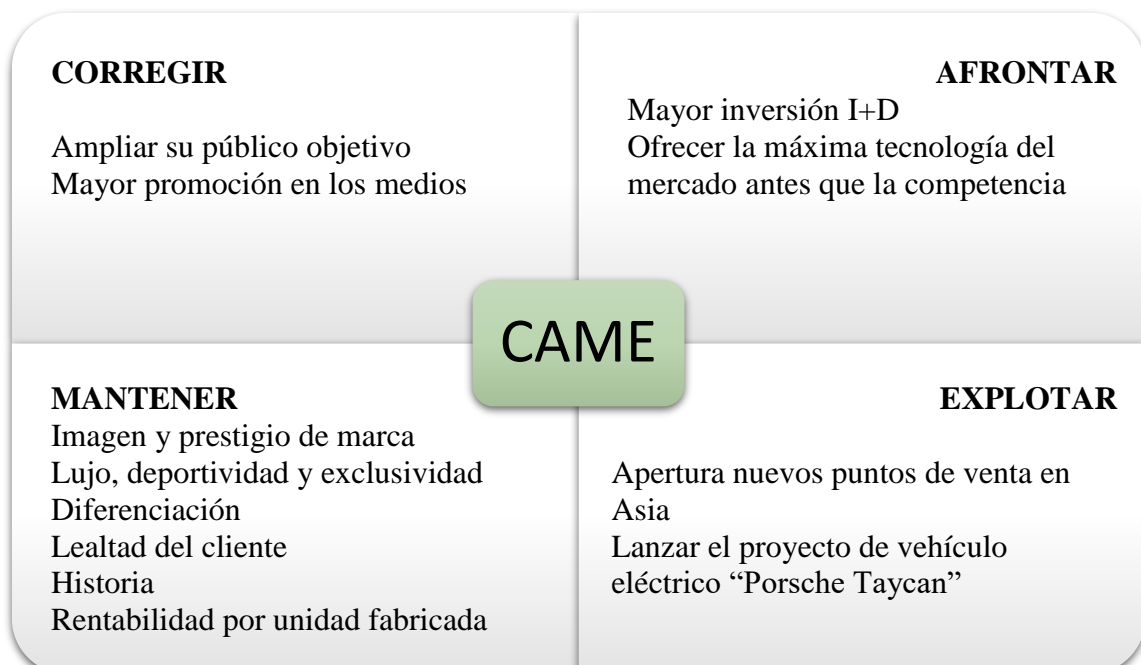 CORREGIR
Ampliar su público objetivo
Mayor promoción en los medios
AFRONTAR
Mayor inversión I+D
Ofrecer la máxima tecnología del
mercado antes que la competencia
CAME
MANTENER
Imagen y prestigio de marca
Lujo, deportividad y exclusividad
Diferenciación
Lealtad del cliente
Historia
Rentabilidad por unidad fabricada
EXPLOTAR
Apertura nuevos puntos de venta en
Asia
Lanzar el proyecto de vehículo
eléctrico “Porsche Taycan”